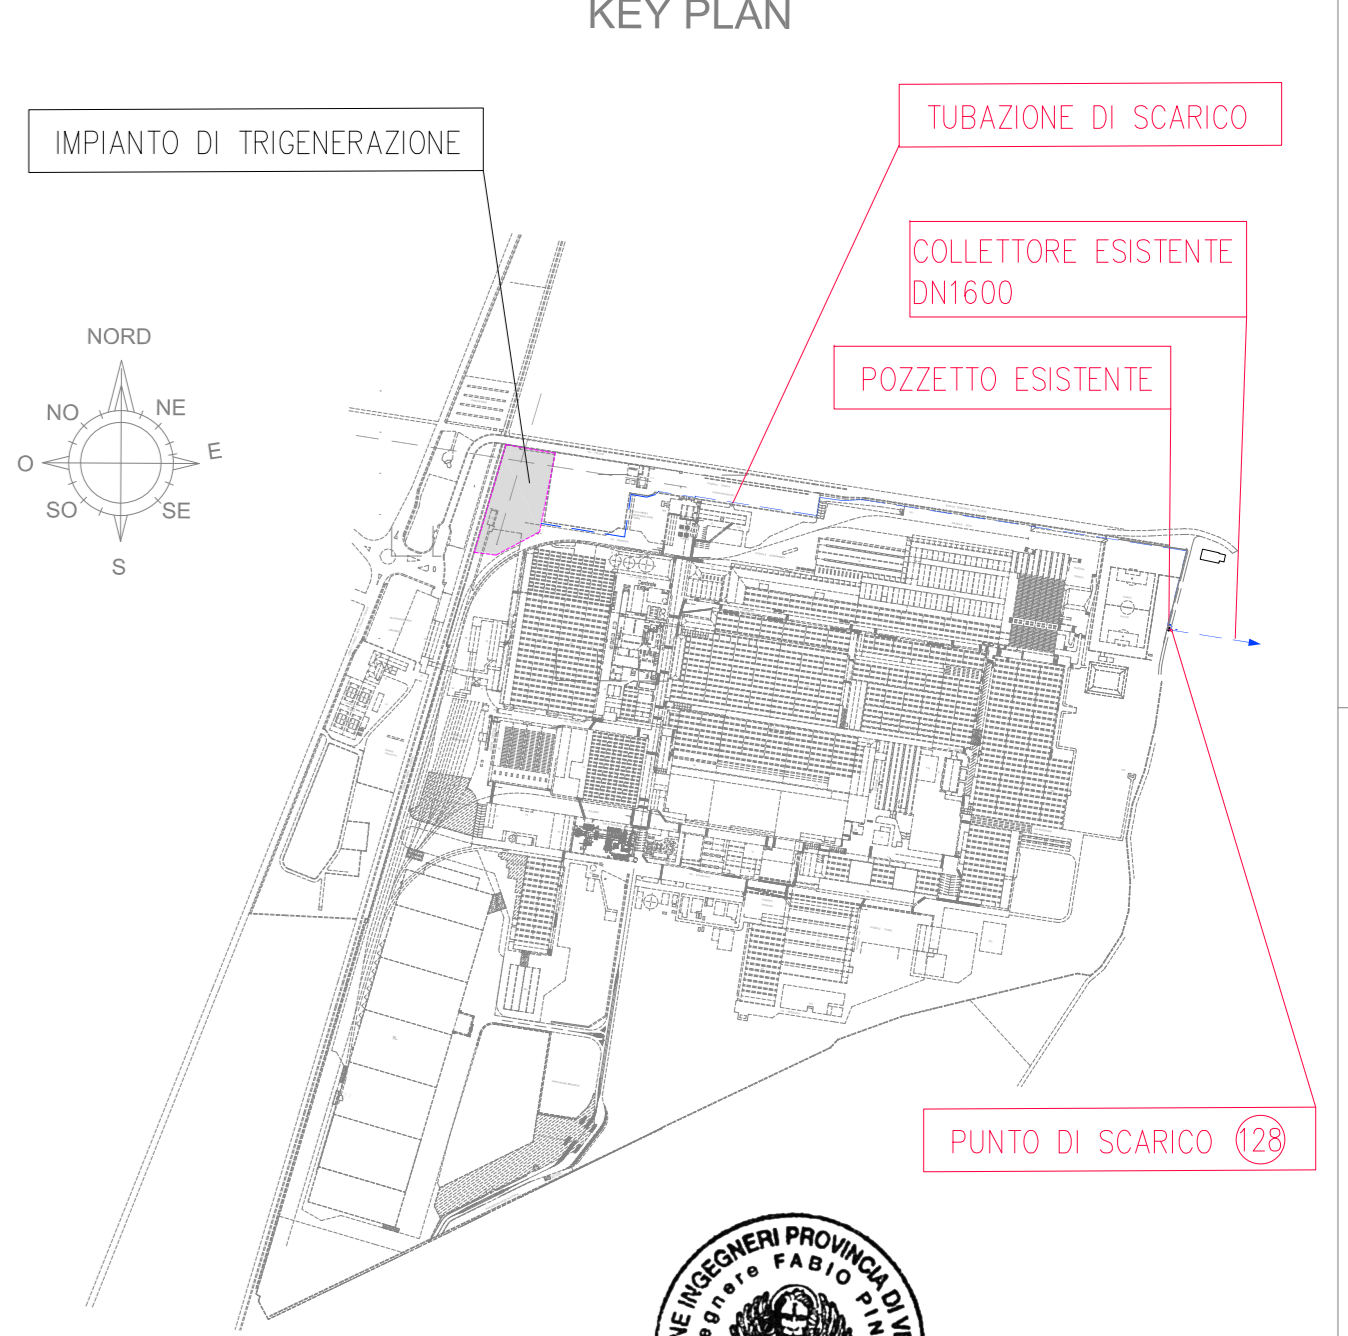 KEY PLAN
IMPIANTO DI TRIGENERAZIONE
TUBAZIONE DI SCARICO
COLLETTORE ESISTENTE
DN1600
POZZETTO ESISTENTE
NORD
NO
NE
O
E
SO
SE
S
PUNTO DI SCARICO 128
INGEGNERI PROVINCIA DI
FABIO